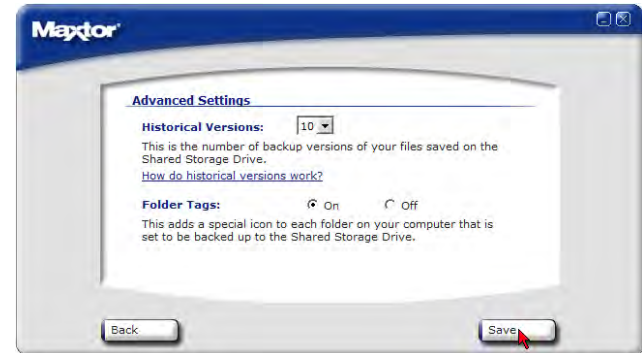 Maxtor
Advanced Settings
Historical Versions: 10
This is the number of backup versions of your files saved on the
Shared Storage Drive.
How do historical versions work?
Folder Tags: On Off
This adds a special icon to each folder on your computer that is
set to be backed up to the Shared Storage Drive.
Back Save